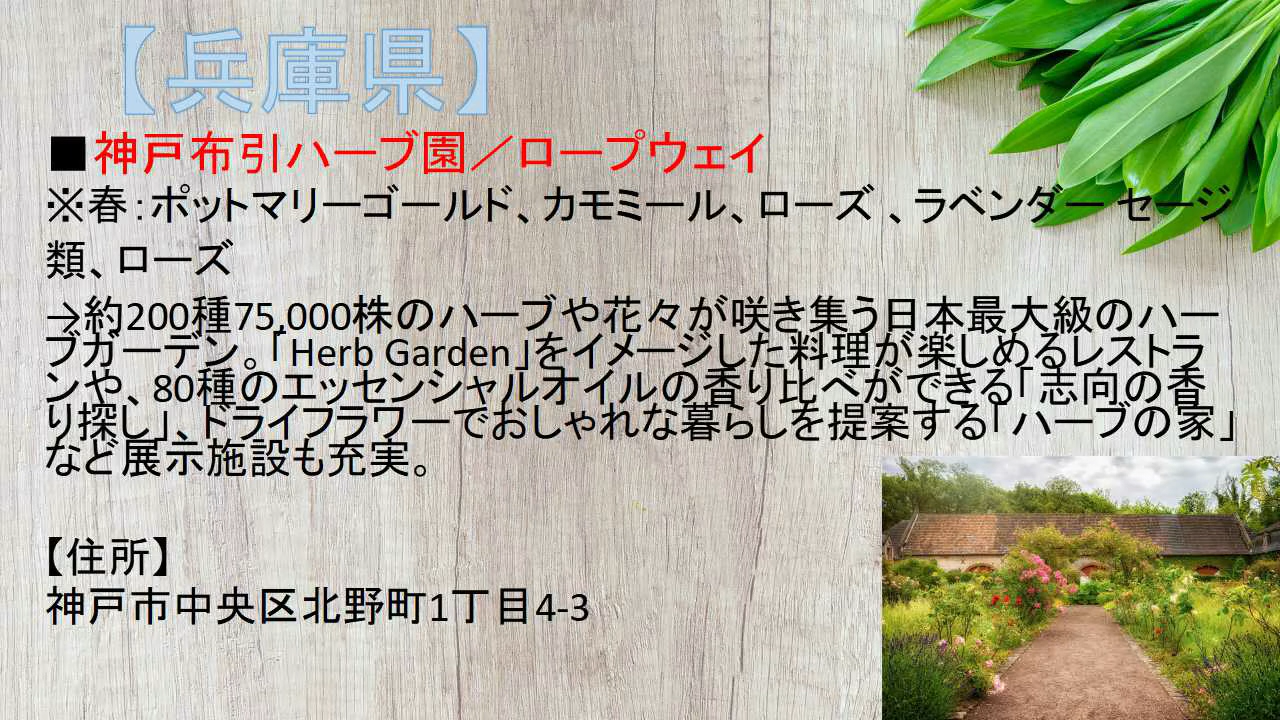 【兵庫県】
■神戸布引ハーブ園／ロープウェイ
※春：ポットマリーゴールド、カモミール、ローズ 、ラベンダー セージ
類、ローズ
→約200種75,000株のハーブや花々が咲き集う日本最大級のハー
ブガーデン。「Herb Garden」をイメージした料理が楽しめるレストラ
ンや、80種のエッセンシャルオイルの香り比べができる「志向の香
り探し」、ドライフラワーでおしゃれな暮らしを提案する「ハーブの家」
など展示施設も充実。
【住所】
神戸市中央区北野町1丁目4-3